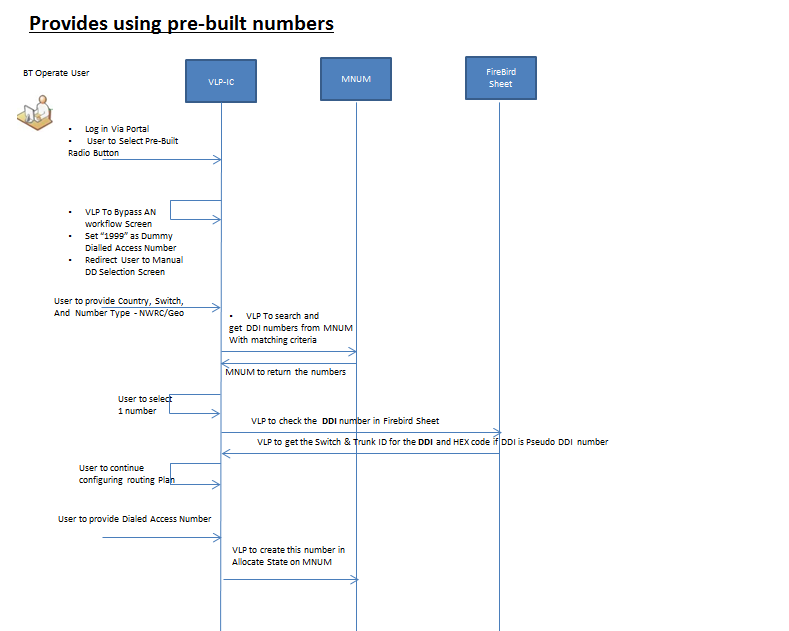 Provides using pre-built numbers
BT Operate User
VLP-IC
MNUM
FireBird
Sheet
• Log in Via Portal
• User to Select Pre-Built
Radio Button
• VLP To Bypass AN
workflow Screen
• Set “1999” as Dummy
Dialled Access Number
• Redirect User to Manual
DD Selection Screen
User to provide Country, Switch,
And Number Type - NWRC/Geo
• VLP To search and
get DDI numbers from MNUM
With matching criteria
MNUM to return the numbers
User to select
1 number
VLP to check the DDI number in Firebird Sheet
VLP to get the Switch & Trunk ID for the DDI and HEX code if DDI is Pseudo DDI number
User to continue
configuring routing Plan
User to provide Dialed Access Number
VLP to create this number in
Allocate State on MNUM